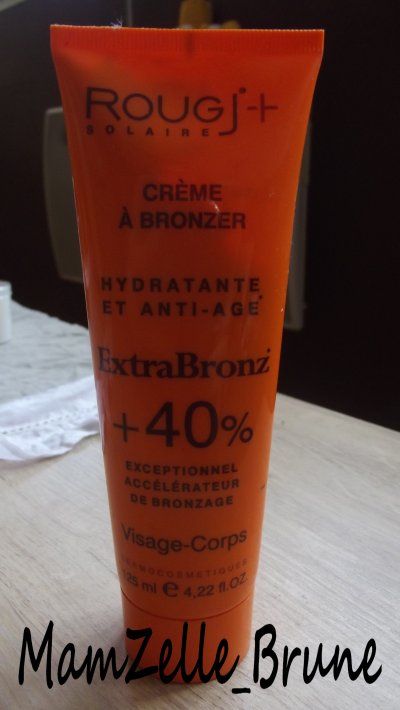 ROUGJ+
SOLAIRE
CRÈME
À BRONZER
HYDRATANTE
ET ANTI-AGE*
ExtraBronz*
+40%
EXCEPTIONNEL
ACCÉLÉRATEUR
DE BRONZAGE
Visage-Corps
DERMOCOSMETIQUES
125 ml e 4,22 fl.OZ.
MamZelle_Brune